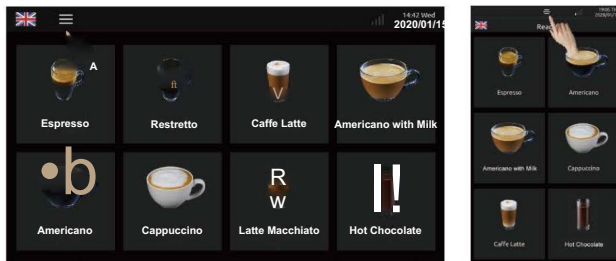 14:42 Wed
2020/01/15
A
ft
V
Espresso
Restretto
Caffe Latte
Americano with Milk
•b
R
W
I!
Americano
Cappuccino
Latte Macchiato
Hot Chocolate
Espresso
Americano
Americano with Milk
Cappuccino
Caffe Latte
Hot Chocolate